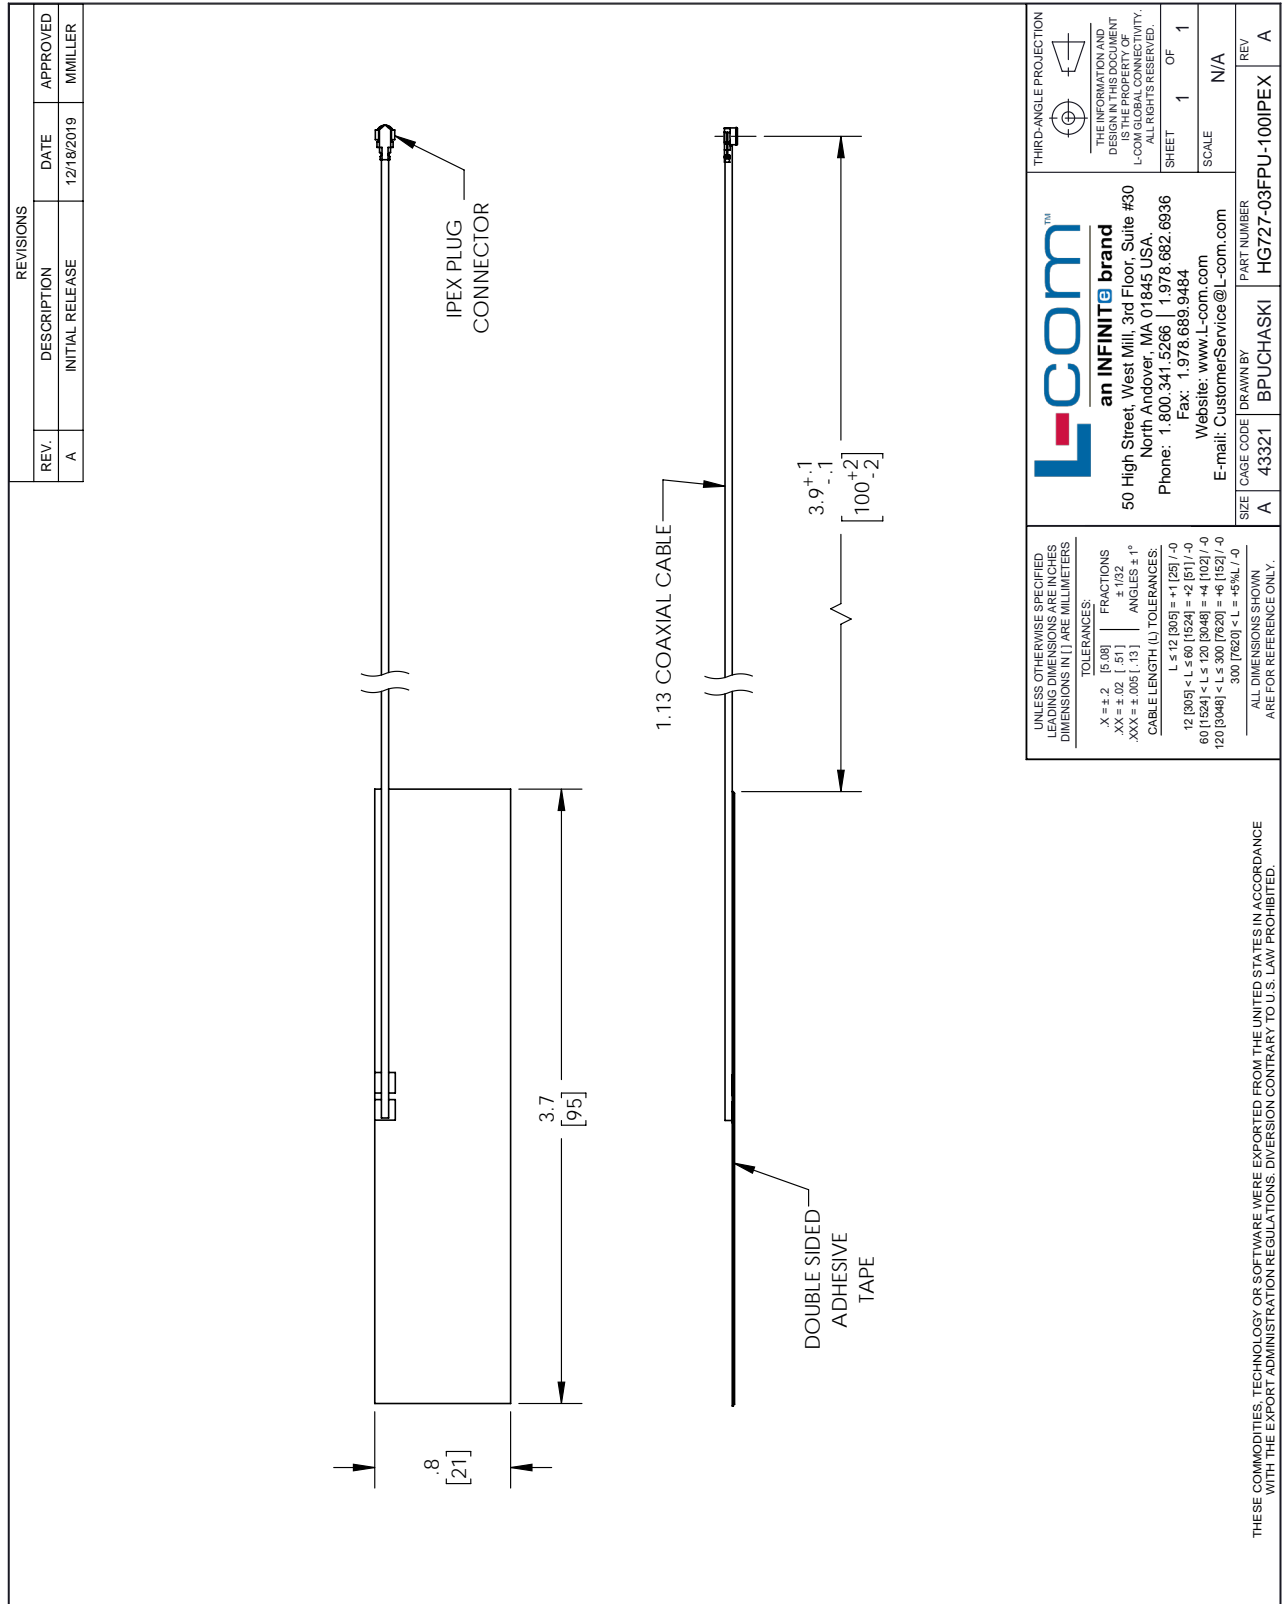 REVISIONS
REV. DESCRIPTION DATE APPROVED
A INITIAL RELEASE 12/18/2019 MMILLER
IPEX PLUG
CONNECTOR
3.7
[95]
.8
[21]
1.13 COAXIAL CABLE
3.9 +.1 -.1
[100 +2 -2]
DOUBLE SIDED
ADHESIVE
TAPE
UNLESS OTHERWISE SPECIFIED
LEADING DIMENSIONS ARE INCHES
DIMENSIONS IN [ ] ARE MILLIMETERS
TOLERANCES:
.X = ± .2 [5.08] FRACTIONS
.XX = ± .02 [ .51 ] ± 1/32
.XXX = ± .005 [ .13 ] ANGLES ± 1°
CABLE LENGTH (L) TOLERANCES:
L ≤ 12 [305] = +1 [25] / -0
12 [305] < L ≤ 60 [1524] = +2 [51] / -0
60 [1524] < L ≤ 120 [3048] = +4 [102] / -0
120 [3048] < L ≤ 300 [7620] = +6 [152] / -0
300 [7620] < L = +5%L / -0
ALL DIMENSIONS SHOWN
ARE FOR REFERENCE ONLY.
L-com™
an INFINITe brand
50 High Street, West Mill, 3rd Floor, Suite #30
North Andover, MA 01845 USA.
Phone: 1.800.341.5266 | 1.978.682.6936
Fax: 1.978.689.9484
Website: www.L-com.com
E-mail: CustomerService@L-com.com
THIRD-ANGLE PROJECTION
THE INFORMATION AND
DESIGN IN THIS DOCUMENT
IS THE PROPERTY OF
L-COM GLOBAL CONNECTIVITY.
ALL RIGHTS RESERVED.
SHEET 1 OF 1
SCALE N/A
SIZE A
CAGE CODE 43321
DRAWN BY BPUCHASKI
PART NUMBER HG727-03FPU-100IPEX
REV A
THESE COMMODITIES, TECHNOLOGY OR SOFTWARE WERE EXPORTED FROM THE UNITED STATES IN ACCORDANCE
WITH THE EXPORT ADMINISTRATION REGULATIONS. DIVERSION CONTRARY TO U.S. LAW PROHIBITED.